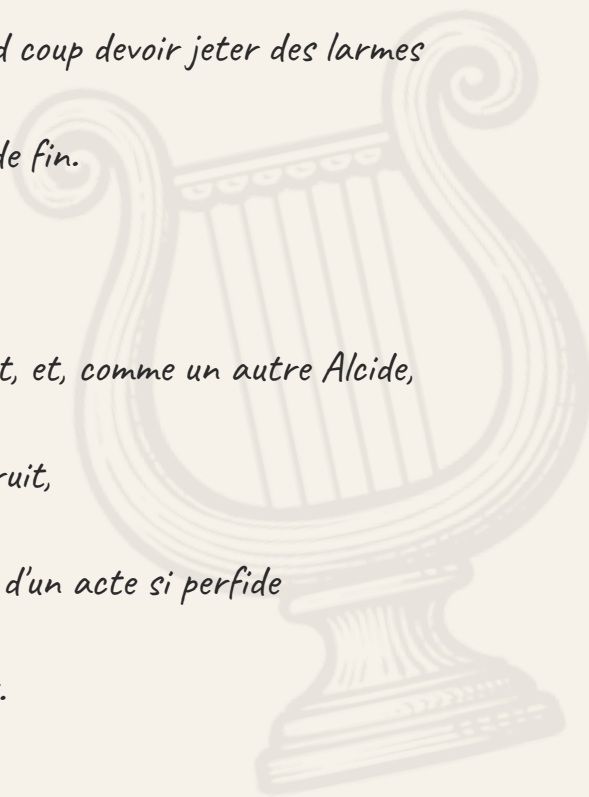 d coup devoir jeter des larmes
de fin.
t, et, comme un autre Alcide,
ruit,
d'un acte si perfide
.